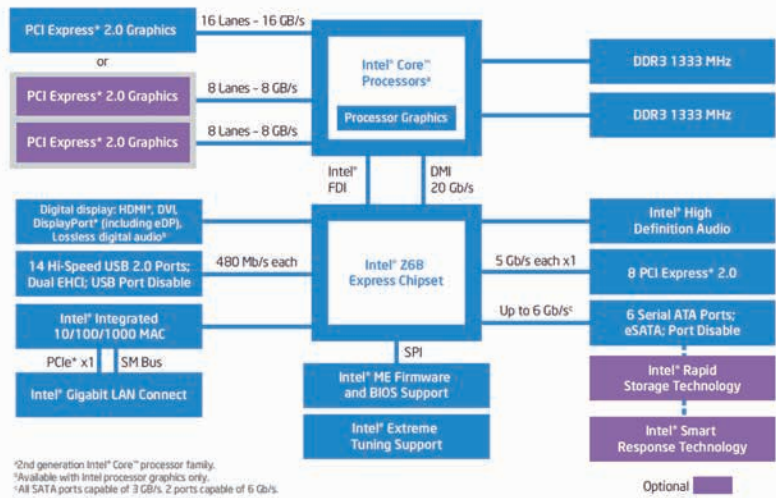 PCI Express* 2.0 Graphics
16 Lanes – 16 GB/s
or
PCI Express* 2.0 Graphics
8 Lanes – 8 GB/s
PCI Express* 2.0 Graphics
8 Lanes – 8 GB/s
Intel® Core™
Processorsᵃ
Processor Graphics
DDR3 1333 MHz
DDR3 1333 MHz
Intel®
FDI
DMI
20 Gb/s
Digital display: HDMI*, DVI,
DisplayPort* (including eDP),
Lossless digital audioᵇ
14 Hi-Speed USB 2.0 Ports;
Dual EHCI; USB Port Disable
480 Mb/s each
Intel® Integrated
10/100/1000 MAC
PCIe* x1
SM Bus
Intel® Gigabit LAN Connect
Intel® Z68
Express Chipset
Intel® High
Definition Audio
5 Gb/s each x1
8 PCI Express* 2.0
Up to 6 Gb/sᶜ
6 Serial ATA Ports;
eSATA; Port Disable
SPI
Intel® ME Firmware
and BIOS Support
Intel® Extreme
Tuning Support
Intel® Rapid
Storage Technology
Intel® Smart
Response Technology
ᵃ2nd generation Intel® Core™ processor family.
ᵇAvailable with Intel processor graphics only.
ᶜAll SATA ports capable of 3 GB/s. 2 ports capable of 6 Gb/s.
Optional